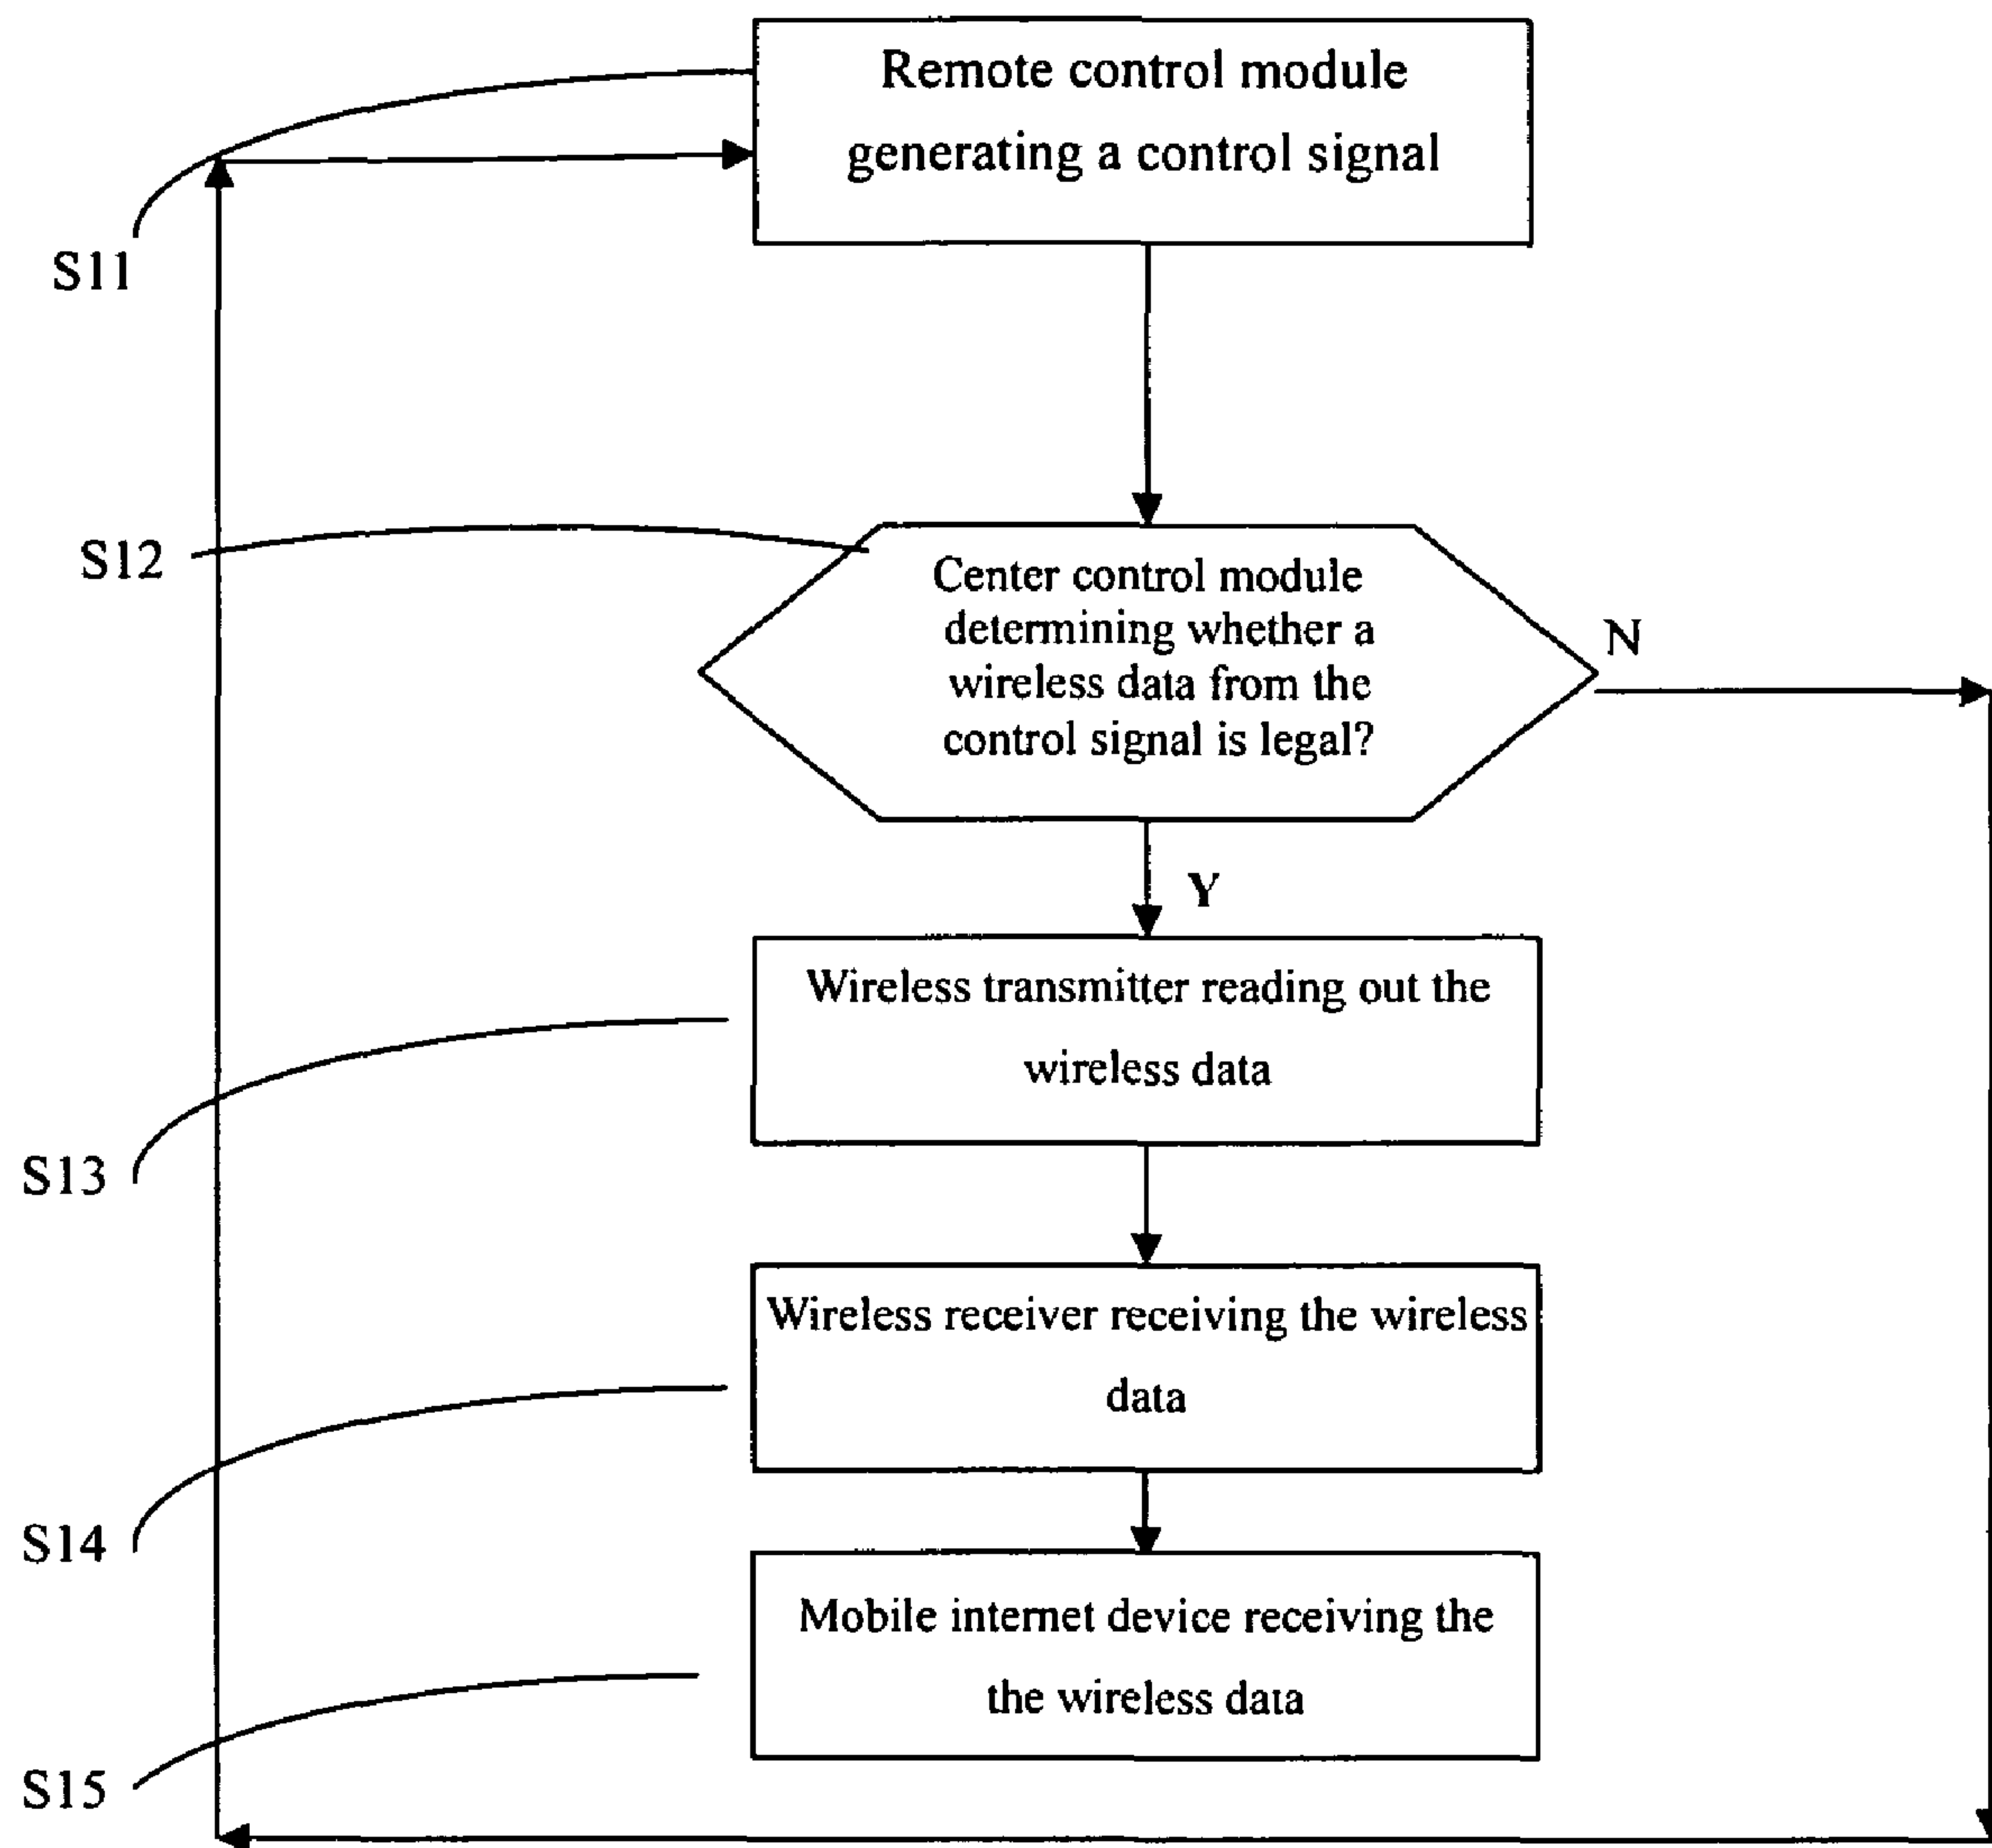 Remote control module
generating a control signal
S11
S12
Center control module
determining whether a
wireless data from the
control signal is legal?
N
Y
Wireless transmitter reading out the
wireless data
S13
Wireless receiver receiving the wireless
data
S14
Mobile internet device receiving the
the wireless data
S15